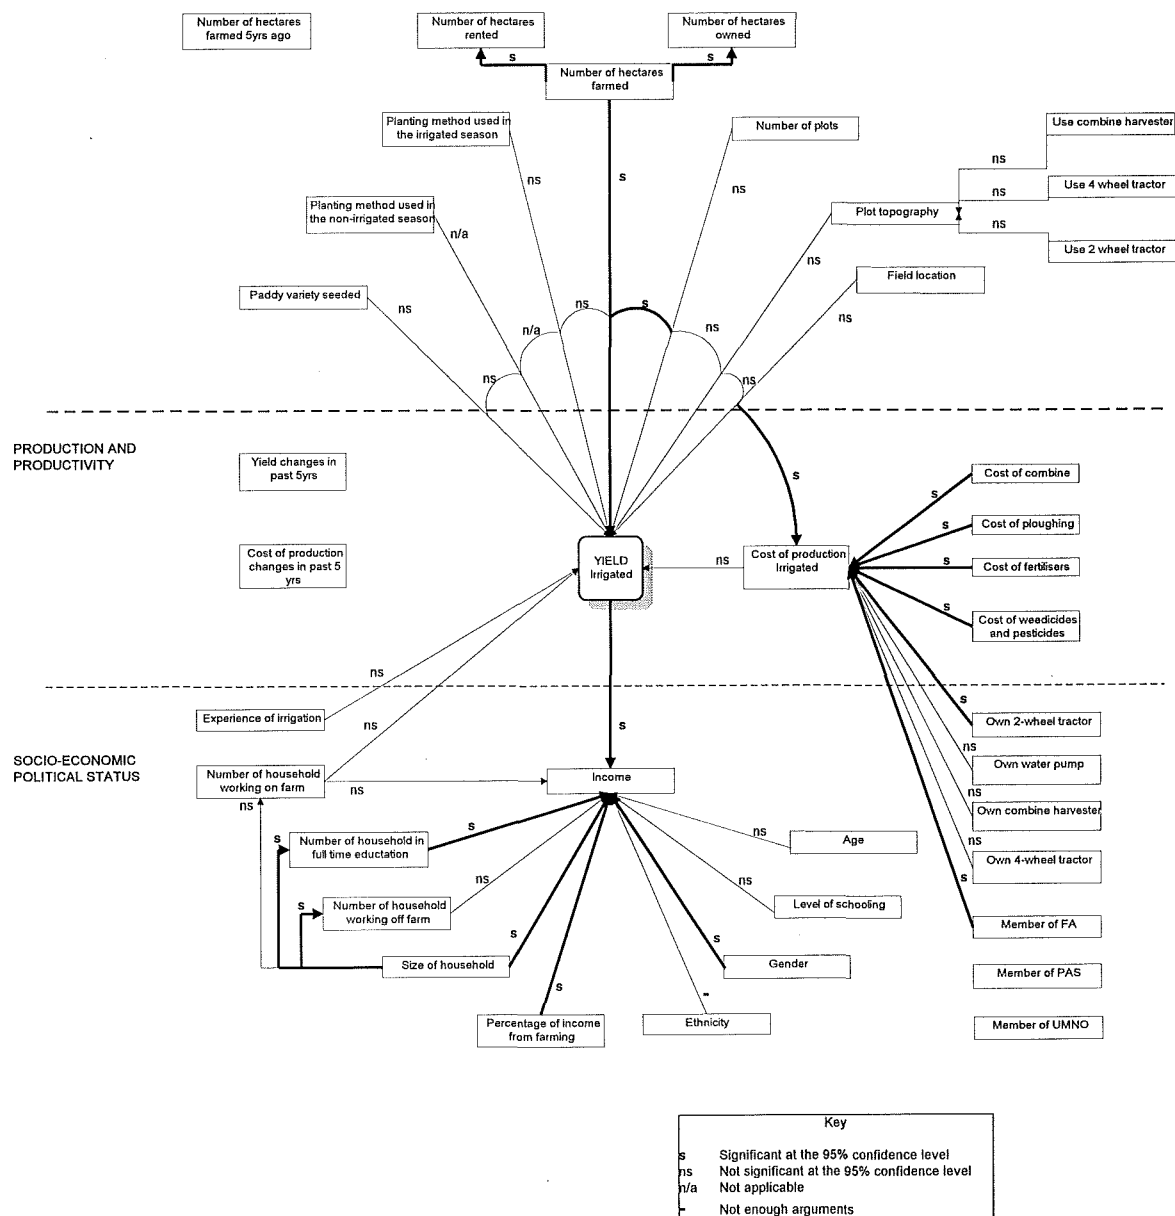 Number of hectares
farmed 5yrs ago
Number of hectares
rented
Number of hectares
owned
s
s
Number of hectares
farmed
Planting method used in
the irrigated season
Number of plots
Use combine harvester
ns
s
ns
ns
ns
Use 4 wheel tractor
Planting method used in
the non-irrigated season
Plot topography
n/a
ns
Use 2 wheel tractor
ns
Field location
Paddy variety seeded
ns
ns
ns
s
n/a
ns
ns
ns
PRODUCTION AND
PRODUCTIVITY
Yield changes in
past 5yrs
s
Cost of combine
s
Cost of ploughing
s
Cost of production
changes in past 5
yrs
YIELD
Irrigated
ns
Cost of production
Irrigated
s
Cost of fertilisers
s
Cost of weedicides
and pesticides
ns
Experience of irrigation
ns
s
s
Own 2-wheel tractor
SOCIO-ECONOMIC
POLITICAL STATUS
ns
Own water pump
Number of household
working on farm
ns
Income
ns
Own combine harvester
ns
s
Number of household in
full time eductation
s
ns
Age
ns
Own 4-wheel tractor
s
s
Number of household
working off farm
ns
ns
Level of schooling
Member of FA
Size of household
s
s
Gender
Member of PAS
s
-
Percentage of income
from farming
Ethnicity
Member of UMNO
Key
s Significant at the 95% confidence level
ns Not significant at the 95% confidence level
n/a Not applicable
- Not enough arguments